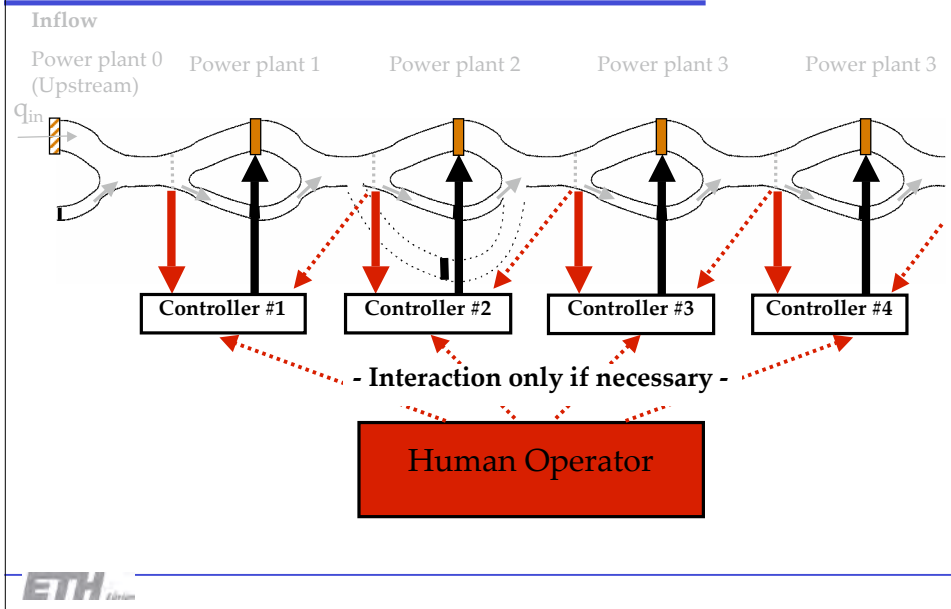 Inflow
Power plant 0
(Upstream)
Power plant 1
Power plant 2
Power plant 3
Power plant 3
qin
Controller #1
Controller #2
Controller #3
Controller #4
- Interaction only if necessary -
Human Operator
ETH